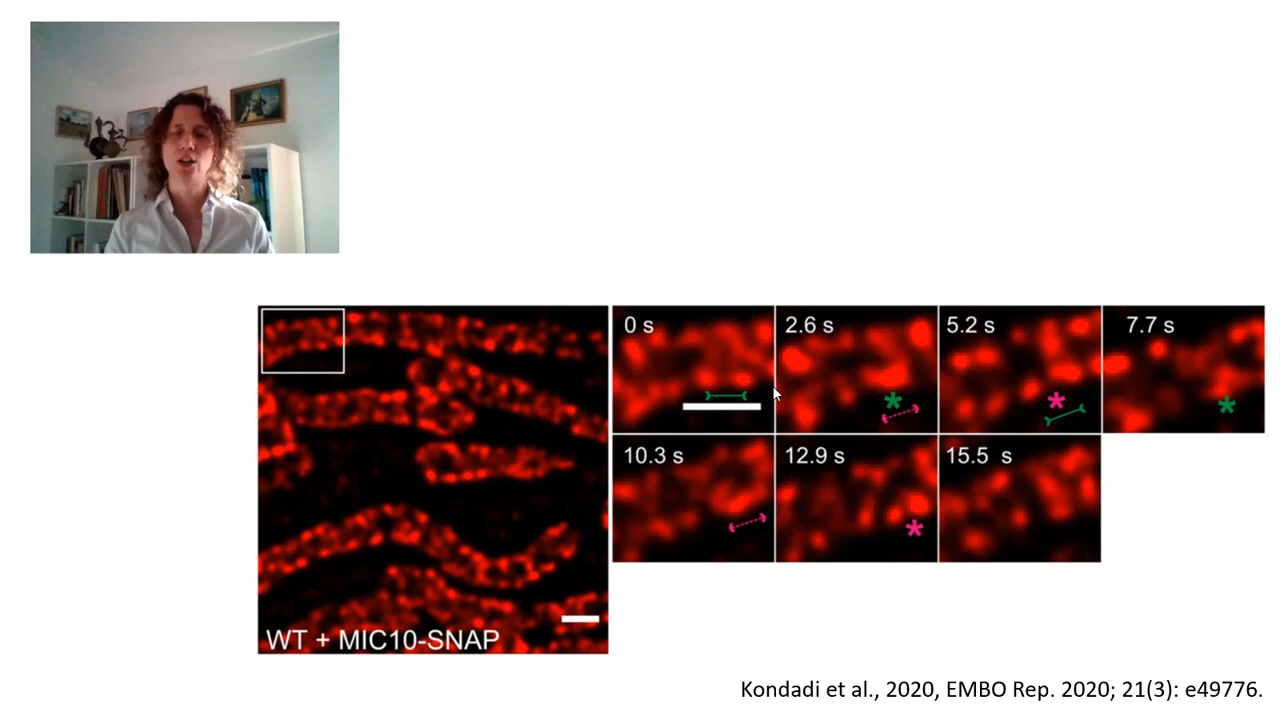 0 s
2.6 s
5.2 s
7.7 s
10.3 s
12.9 s
15.5 s
WT + MIC10-SNAP
Kondadi et al., 2020, EMBO Rep. 2020; 21(3): e49776.